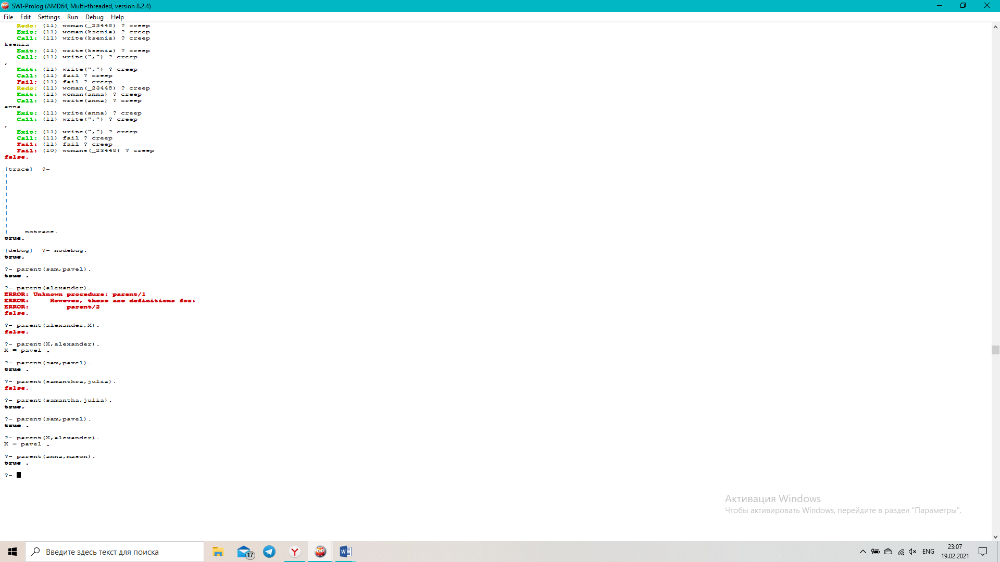 SWI-Prolog (AMD64, Multi-threaded, version 8.2.4)
File Edit Settings Run Debug Help
Redo: (11) woman(_23448) ? creep
Exit: (11) woman(ksenia) ? creep
Call: (11) write(ksenia) ? creep
ksenia
Exit: (11) write(ksenia) ? creep
Call: (11) write(",") ? creep
,
Exit: (11) write(",") ? creep
Call: (11) fail ? creep
Fail: (11) fail ? creep
Redo: (11) woman(_23448) ? creep
Exit: (11) woman(anna) ? creep
Call: (11) write(anna) ? creep
anna
Exit: (11) write(anna) ? creep
Call: (11) write(",") ? creep
,
Exit: (11) write(",") ? creep
Call: (11) fail ? creep
Fail: (11) fail ? creep
Fail: (10) womans(_23448) ? creep
false.
[trace] ?-
|
|
|
|
|
|
|
|
|
| notrace.
true.
[debug] ?- nodebug.
true.
?- parent(sam,pavel).
true .
?- parent(alexander).
ERROR: Unknown procedure: parent/1
ERROR: However, there are definitions for:
ERROR: parent/2
false.
?- parent(alexander,X).
false.
?- parent(X,alexander).
X = pavel .
?- parent(sam,pavel).
true .
?- parent(samanthra,julia).
false.
?- parent(samantha,julia).
true.
?- parent(sam,pavel).
true .
?- parent(X,alexander).
X = pavel .
?- parent(anna,mason).
true .
?-
Активация Windows
Чтобы активировать Windows, перейдите в раздел "Параметры".
Введите здесь текст для поиска
17
ENG
23:07
19.02.2021